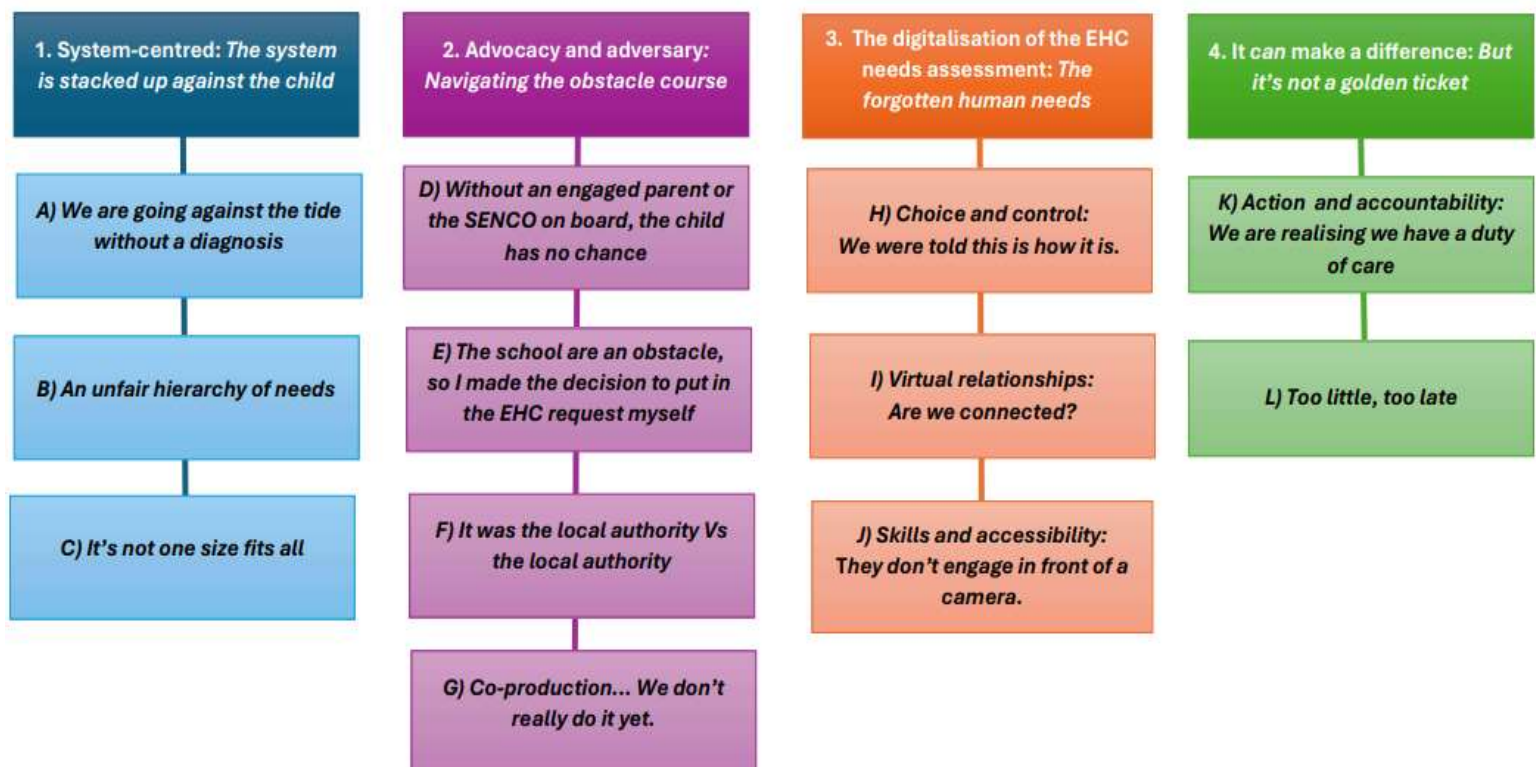 1. System-centred: The system
is stacked up against the child
A) We are going against the tide
without a diagnosis
B) An unfair hierarchy of needs
C) It's not one size fits all
2. Advocacy and adversary:
Navigating the obstacle course
D) Without an engaged parent or
the SENCO on board, the child
has no chance
E) The school are an obstacle,
so I made the decision to put in
the EHC request myself
F) It was the local authority Vs
the local authority
G) Co-production... We don't
really do it yet.
3. The digitalisation of the EHC
needs assessment: The
forgotten human needs
H) Choice and control:
We were told this is how it is.
I) Virtual relationships:
Are we connected?
J) Skills and accessibility:
They don't engage in front of a
camera.
4. It can make a difference: But
it's not a golden ticket
K) Action and accountability:
We are realising we have a duty
of care
L) Too little, too late